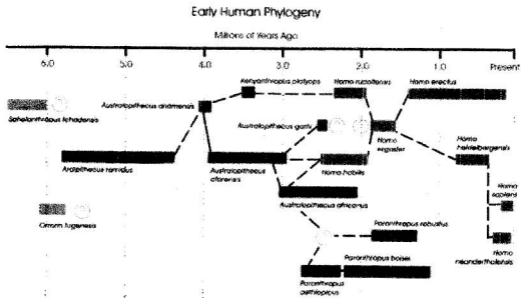 Early Human Phylogeny
Millions of Years Ago
6.0 5.0 4.0 3.0 2.0 1.0 Present
Kenyanthropus platyops
Homo rudolfensis
Homo erectus
Sahelanthropus tchadensis
Australopithecus anamensis
Australopithecus garhi
Homo
ergaster
Homo
heidelbergensis
Ardipithecus ramidus
Australopithecus
afarensis
Homo habilis
Homo
sapiens
Australopithecus africanus
Orrorin tugenesis
Paranthropus robustus
Homo
neanderthalensis
Paranthropus boisei
Paranthropus
aethiopicus